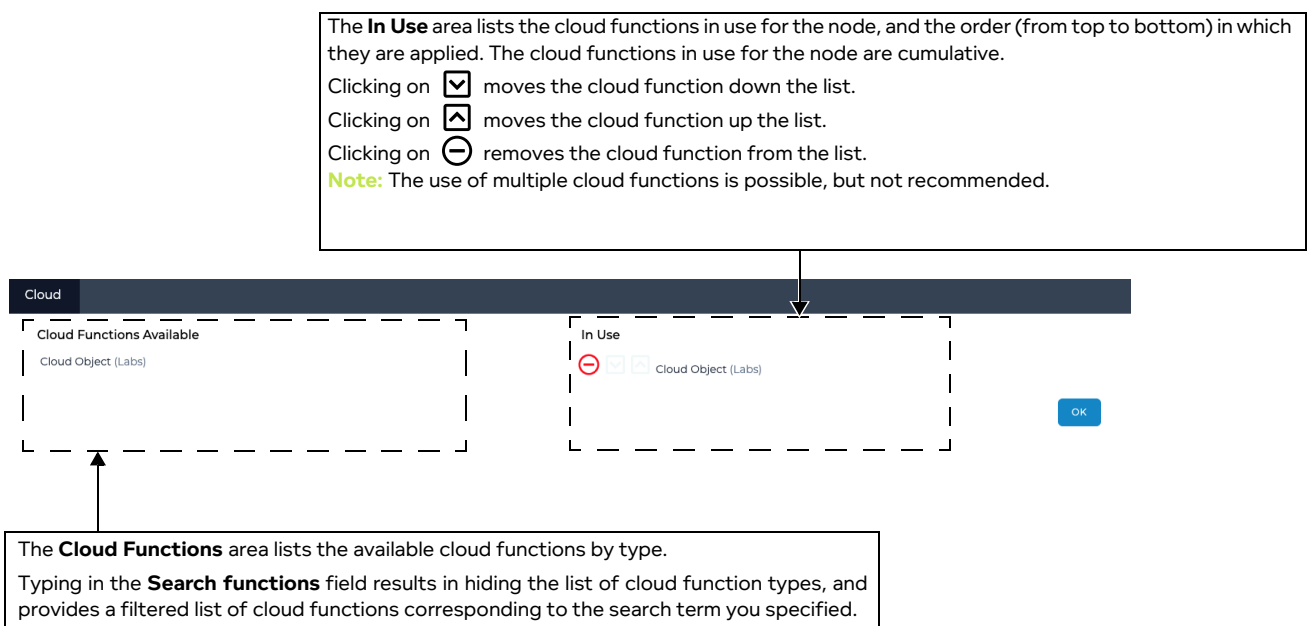 The In Use area lists the cloud functions in use for the node, and the order (from top to bottom) in which
they are applied. The cloud functions in use for the node are cumulative.
Clicking on moves the cloud function down the list.
Clicking on moves the cloud function up the list.
Clicking on removes the cloud function from the list.
Note: The use of multiple cloud functions is possible, but not recommended.
Cloud
Cloud Functions Available
Cloud Object (Labs)
In Use
Cloud Object (Labs)
OK
The Cloud Functions area lists the available cloud functions by type.
Typing in the Search functions field results in hiding the list of cloud function types, and
provides a filtered list of cloud functions corresponding to the search term you specified.